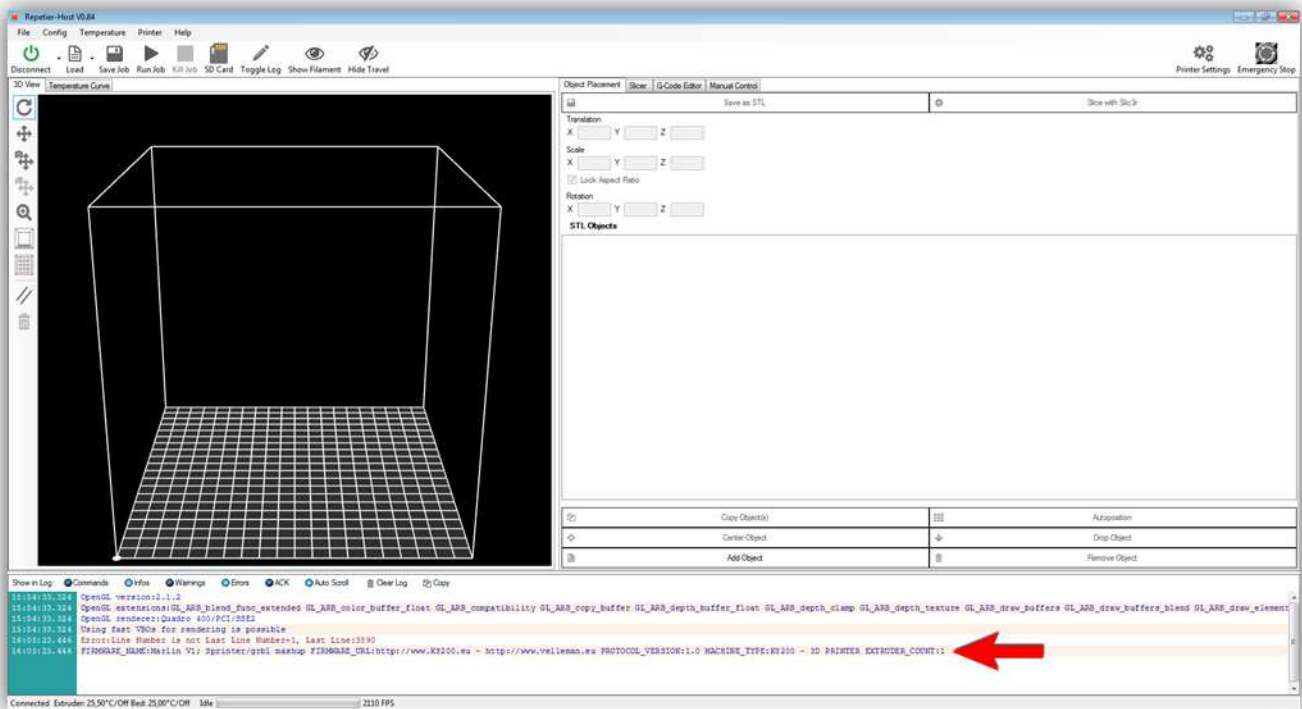 Repetier-Host V0.84
File Config Temperature Printer Help
Disconnect Load Save Job Run Job Kill Job SD Card Toggle Log Show Filament Hide Travel Printer Settings Emergency Stop
3D View Temperature Curve
Object Placement Slicer G-Code Editor Manual Control
Save as STL Slice with Slic3r
Translation
X Y Z
Scale
X Y Z
Lock Aspect Ratio
Rotation
X Y Z
STL Objects
Copy Object(s) Autoposition
Center Object Drop Object
Add Object Remove Object
Show in Log: Commands Infos Warnings Errors ACK Auto Scroll Clear Log Copy
15:54:33.324 OpenGL version:2.1.2
15:54:33.324 OpenGL extensions:GL_ARB_blend_func_extended GL_ARB_color_buffer_float GL_ARB_compatibility GL_ARB_copy_buffer GL_ARB_depth_buffer_float GL_ARB_depth_clamp GL_ARB_depth_texture GL_ARB_draw_buffers GL_ARB_draw_buffers_blend GL_ARB_draw_element
15:54:33.324 OpenGL renderer:Quadro 400/PCI/SSE2
15:54:33.324 Using fast VBOs for rendering is possible
16:05:23.446 Error:Line Number is not Last Line Number+1, Last Line:3890
16:05:23.468 FIRMWARE_NAME:Marlin V1; Sprinter/grbl mashup FIRMWARE_URL:http://www.K8200.eu - http://www.velleman.eu PROTOCOL_VERSION:1.0 MACHINE_TYPE:K8200 - 3D PRINTER EXTRUDER_COUNT:1
Connected Extruder: 25,50°C/Off Bed: 25,00°C/Off Idle 2110 FPS